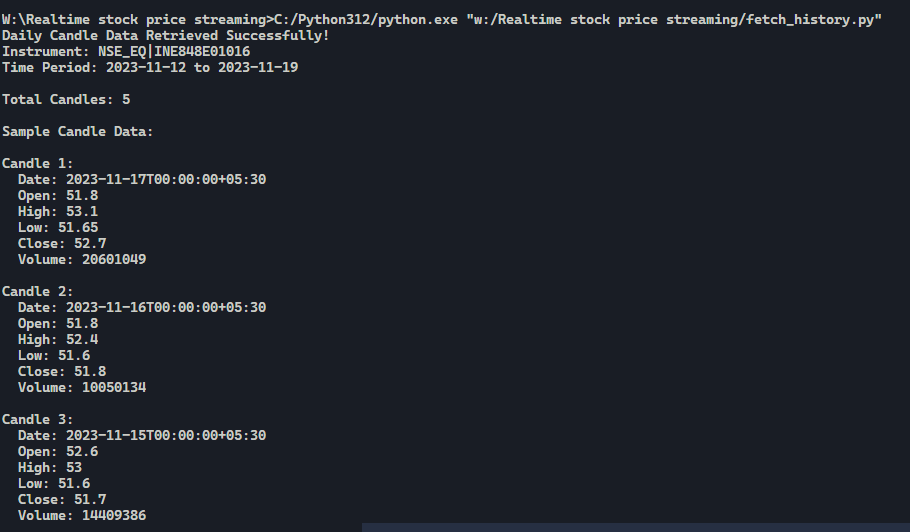 W:\Realtime stock price streaming>C:/Python312/python.exe "w:/Realtime stock price streaming/fetch_history.py"
Daily Candle Data Retrieved Successfully!
Instrument: NSE_EQ|INE848E01016
Time Period: 2023-11-12 to 2023-11-19
Total Candles: 5
Sample Candle Data:
Candle 1:
Date: 2023-11-17T00:00:00+05:30
Open: 51.8
High: 53.1
Low: 51.65
Close: 52.7
Volume: 20601049
Candle 2:
Date: 2023-11-16T00:00:00+05:30
Open: 51.8
High: 52.4
Low: 51.6
Close: 51.8
Volume: 10050134
Candle 3:
Date: 2023-11-15T00:00:00+05:30
Open: 52.6
High: 53
Low: 51.6
Close: 51.7
Volume: 14409386